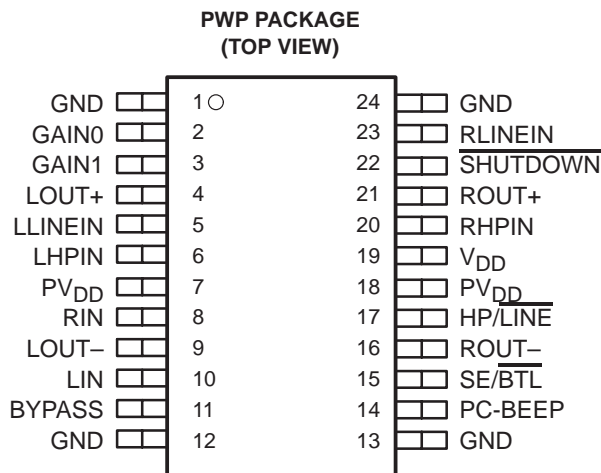 PWP PACKAGE
(TOP VIEW)
GND 1 24 GND
GAIN0 2 23 RLINEIN
GAIN1 3 22 SHUTDOWN
LOUT+ 4 21 ROUT+
LLINEIN 5 20 RHPIN
LHPIN 6 19 VDD
PVDD 7 18 PVDD
RIN 8 17 HP/LINE
LOUT– 9 16 ROUT–
LIN 10 15 SE/BTL
BYPASS 11 14 PC-BEEP
GND 12 13 GND